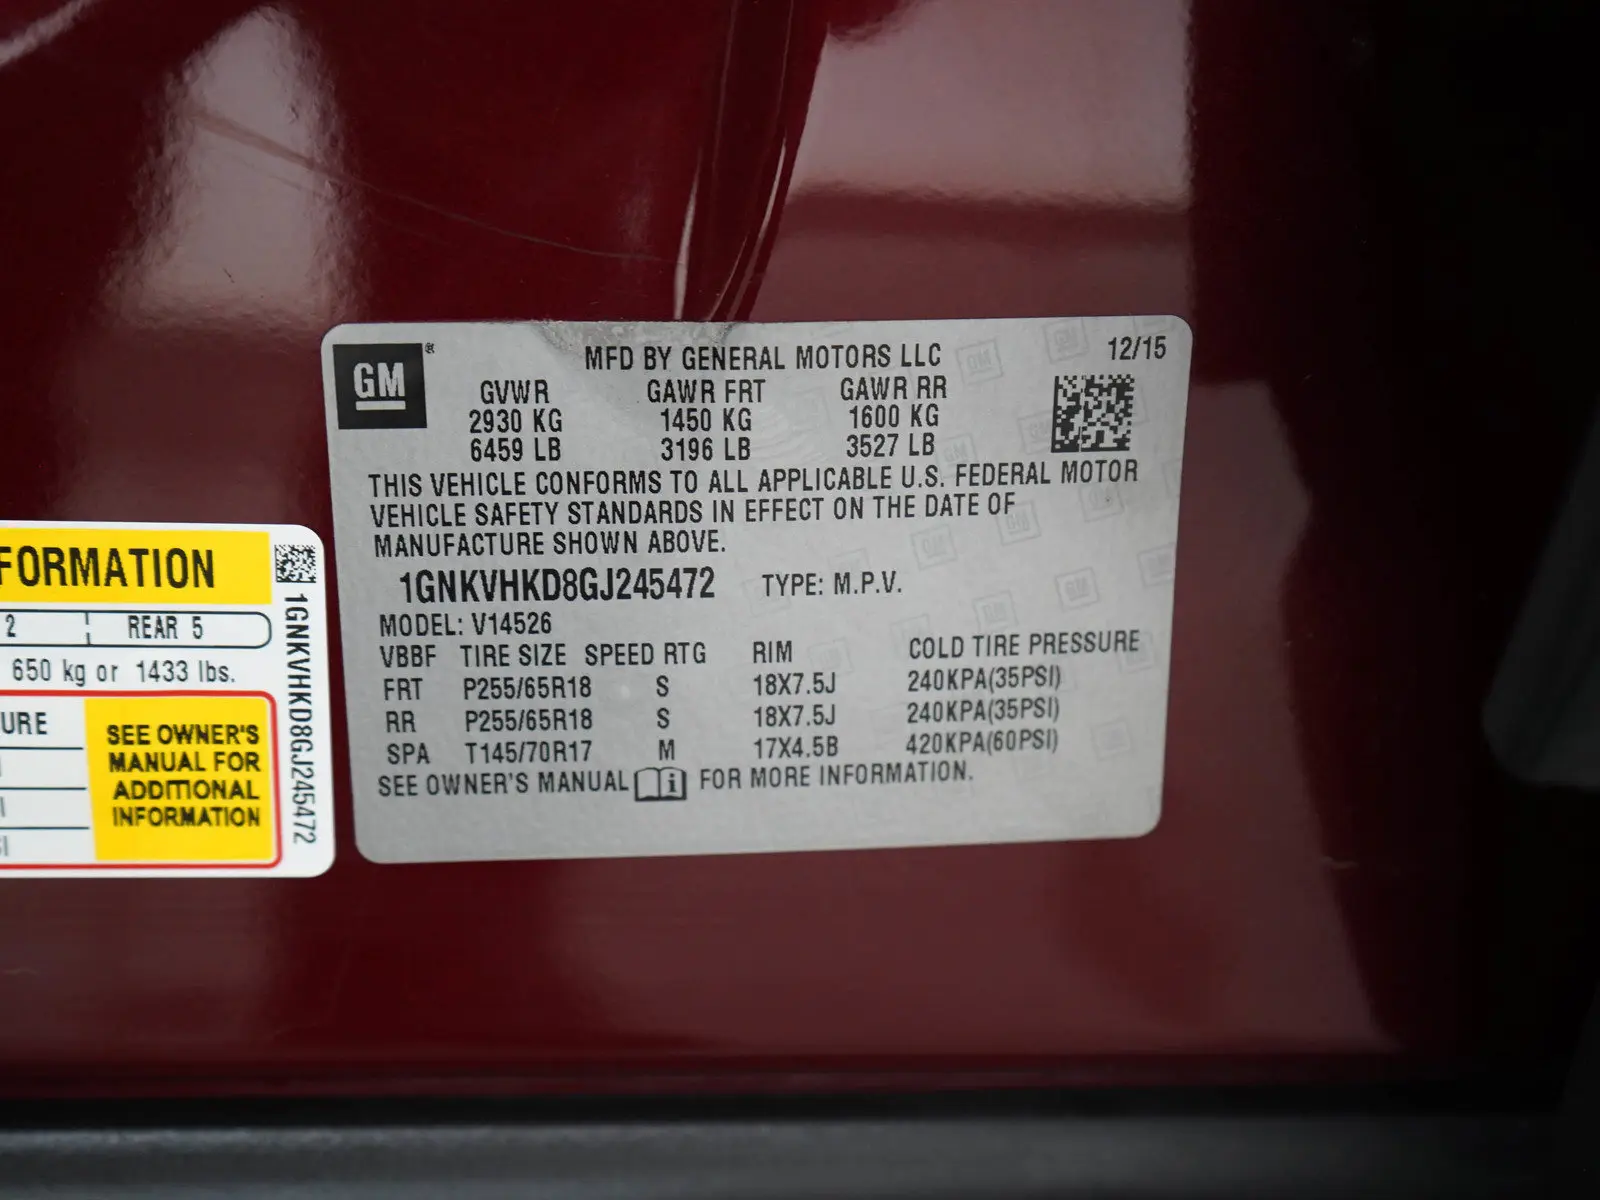 GM®
MFD BY GENERAL MOTORS LLC
12/15
GVWR GAWR FRT GAWR RR
2930 KG 1450 KG 1600 KG
6459 LB 3196 LB 3527 LB
THIS VEHICLE CONFORMS TO ALL APPLICABLE U.S. FEDERAL MOTOR
VEHICLE SAFETY STANDARDS IN EFFECT ON THE DATE OF
MANUFACTURE SHOWN ABOVE.
1GNKVHKD8GJ245472 TYPE: M.P.V.
MODEL: V14526
VBBF TIRE SIZE SPEED RTG RIM COLD TIRE PRESSURE
FRT P255/65R18 S 18X7.5J 240KPA(35PSI)
RR P255/65R18 S 18X7.5J 240KPA(35PSI)
SPA T145/70R17 M 17X4.5B 420KPA(60PSI)
SEE OWNER'S MANUAL FOR MORE INFORMATION.
FORMATION
2 REAR 5
650 kg or 1433 lbs.
URE
SEE OWNER'S
MANUAL FOR
ADDITIONAL
INFORMATION
1GNKVHKD8GJ245472